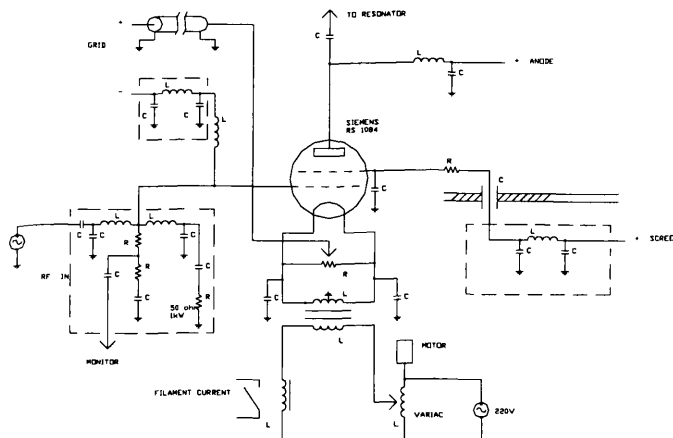 TO RESONATOR
C
+
GRID
L
C
+ ANODE
-
L
C
C
L
SIEMENS
RS 1084
R
C
C
L
L
C
C
R
C
L
C
C
+ SCREE
RF IN
C
R
C
R
C
50 ohm
1kW
MONITOR
R
C
L
C
L
MOTOR
FILAMENT CURRENT
L
VARIAC
L
220V